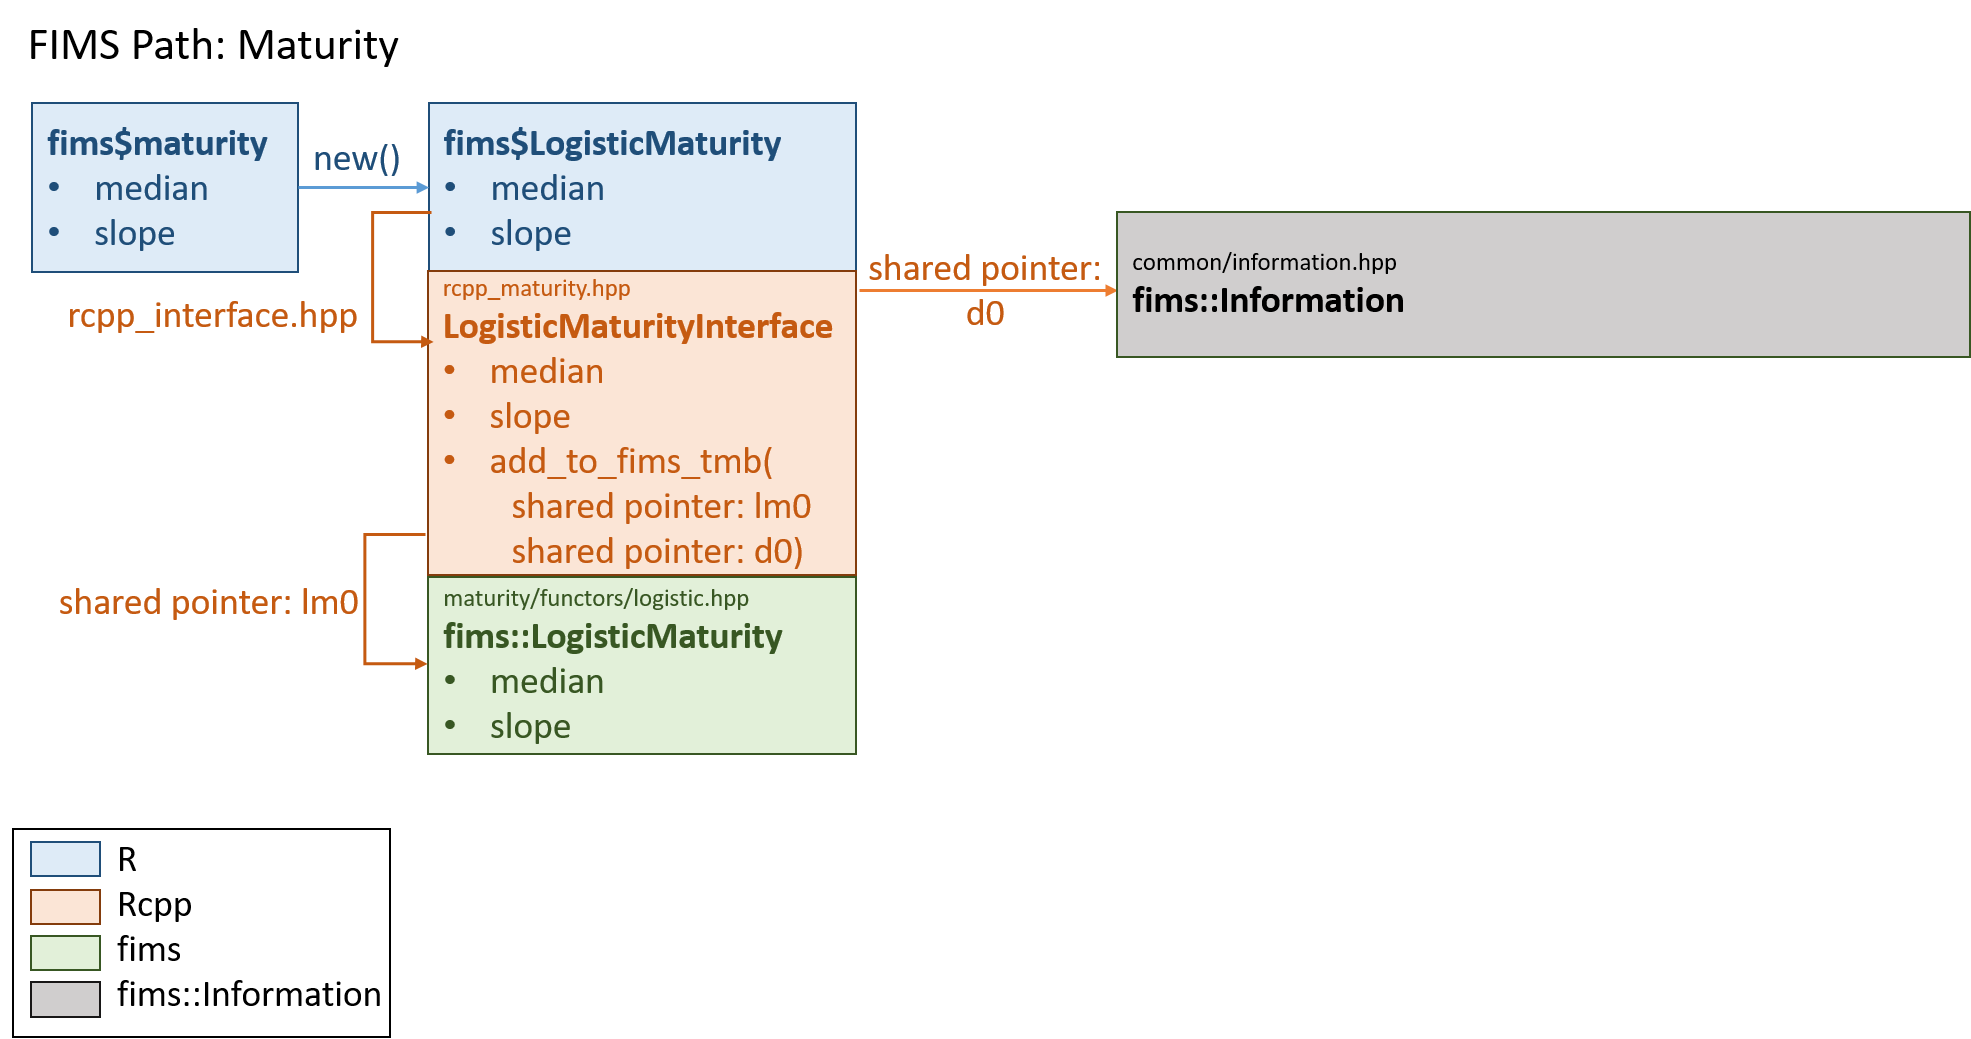 FIMS Path: Maturity
fims$maturity
• median
• slope
new()
fims$LogisticMaturity
• median
• slope
rcpp_interface.hpp
rcpp_maturity.hpp
LogisticMaturityInterface
• median
• slope
• add_to_fims_tmb(
shared pointer: lm0
shared pointer: d0)
shared pointer:
d0
common/information.hpp
fims::Information
shared pointer: lm0
maturity/functors/logistic.hpp
fims::LogisticMaturity
• median
• slope
R
Rcpp
fims
fims::Information